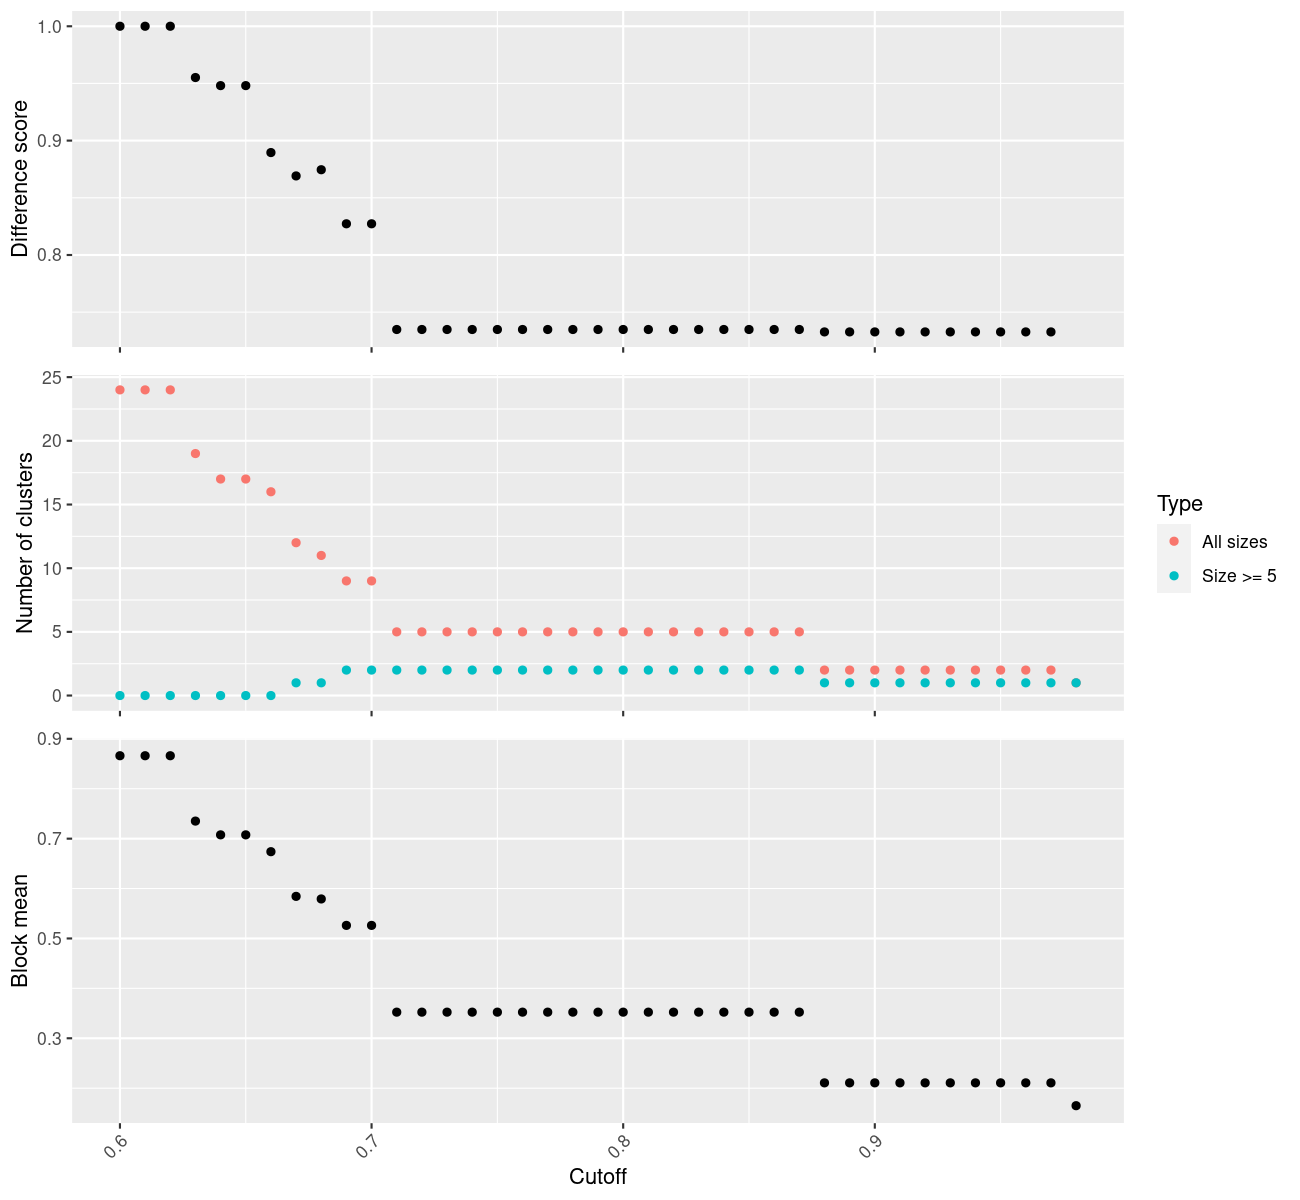 Difference score
1.0
0.9
0.8
Number of clusters
25
20
15
10
5
0
Type
All sizes
Size >= 5
Block mean
0.9
0.7
0.5
0.3
0.6
0.7
0.8
0.9
Cutoff